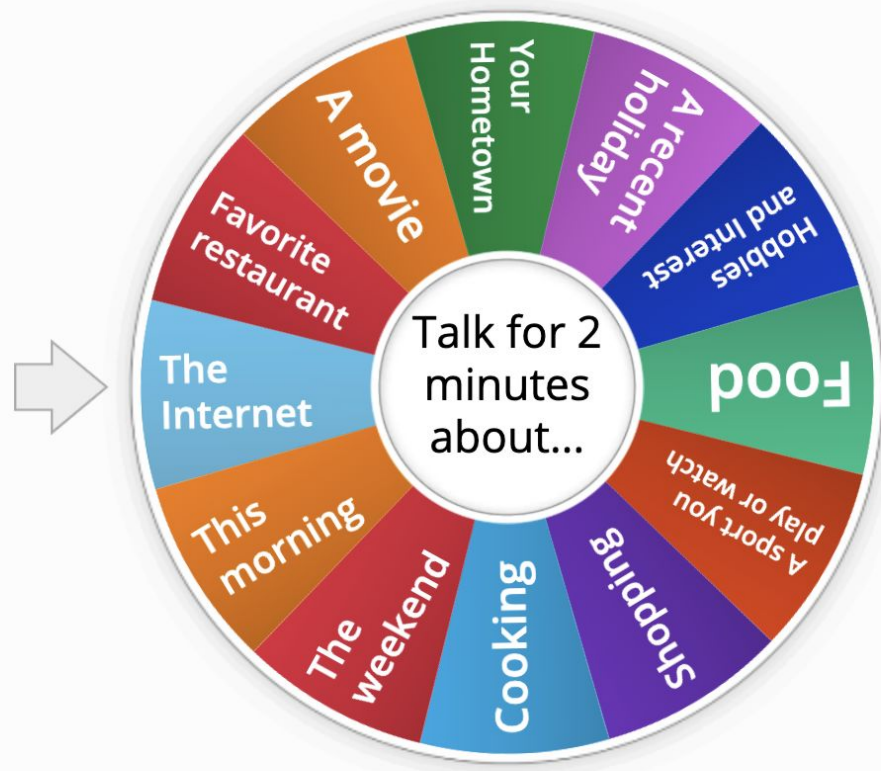 Talk for 2
minutes
about...
The
Internet
Favorite
restaurant
A movie
Your
Hometown
A recent
holiday
Hobbies
and Interest
Food
A sport you
play or watch
Shopping
Cooking
The
weekend
This
morning